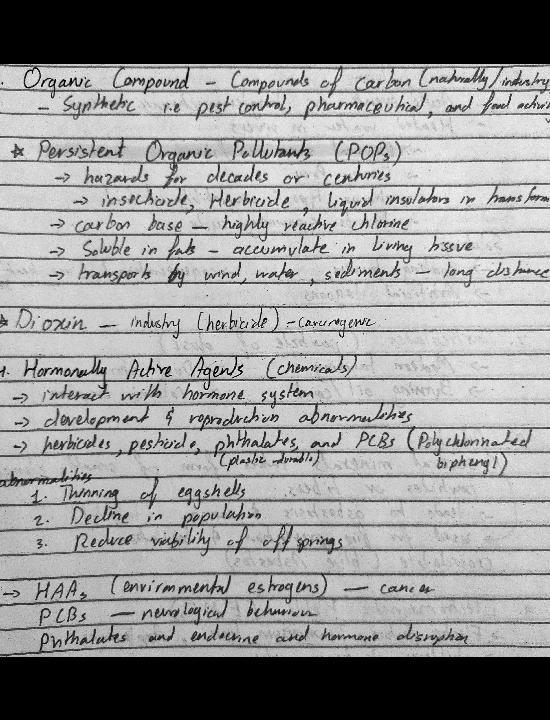 . Organic Compound – Compounds of carbon (naturally/industry
– Synthetic i.e pest control, pharmaceutical, and food
☆ Persistent Organic Pollutants (POPs)
→ hazards for decades or centuries
→ insecticide, Herbicide, liquid insulators in transform
→ carbon base – highly reactive chlorine
→ Soluble in fats – accumulate in living tissue
→ transports by wind, water, sediments – long distance
☆ Dioxin – industry (herbicide) – carcinogenic
. Hormonally Active Agents (chemicals)
→ interact with hormone system
→ development & reproduction abnormalities
→ herbicides, pesticide, phthalates, and PCBs (Polychlorinated
(plastic-durable) biphenyl)
abnormalities
1. Thinning of eggshells
2. Decline in population
3. Reduce viability of offsprings
→ HAAs (environmental estrogens) – cancer
PCBs – neurological behaviour
Phthalates and endocrine and hormone disruption